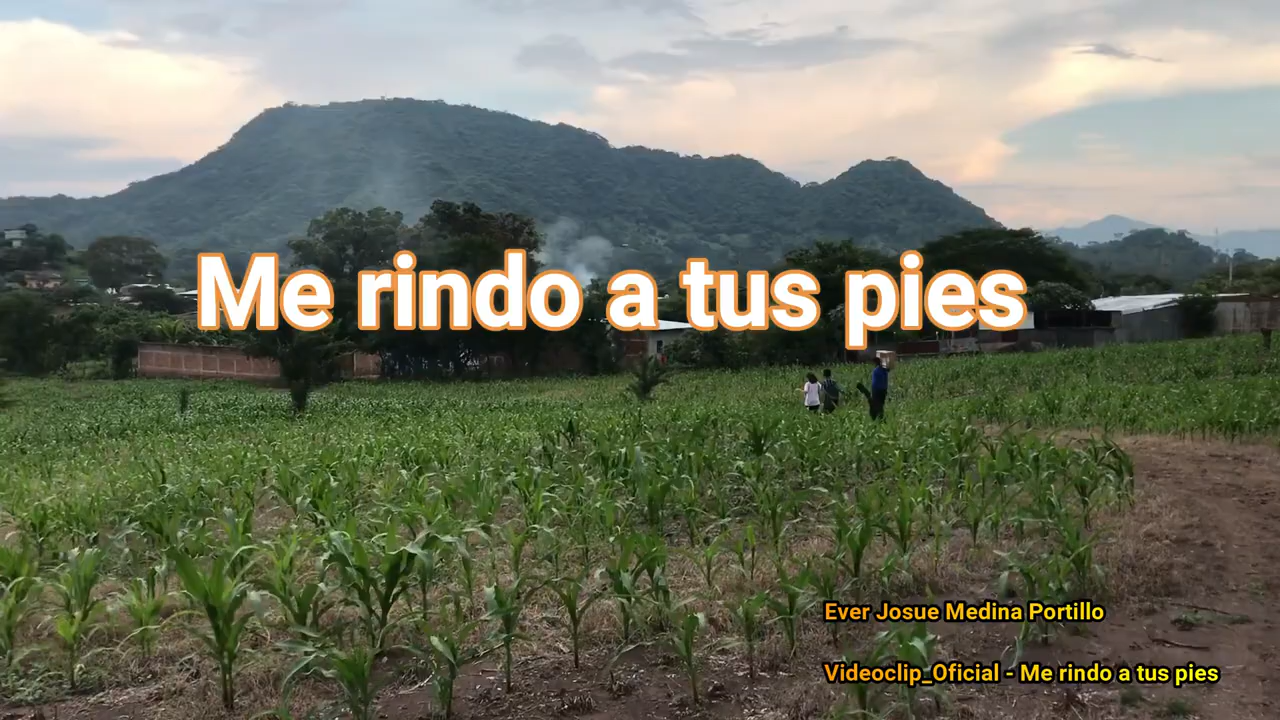 Me rindo a tus pies
Ever Josue Medina Portillo
Videoclip_Oficial - Me rindo a tus pies